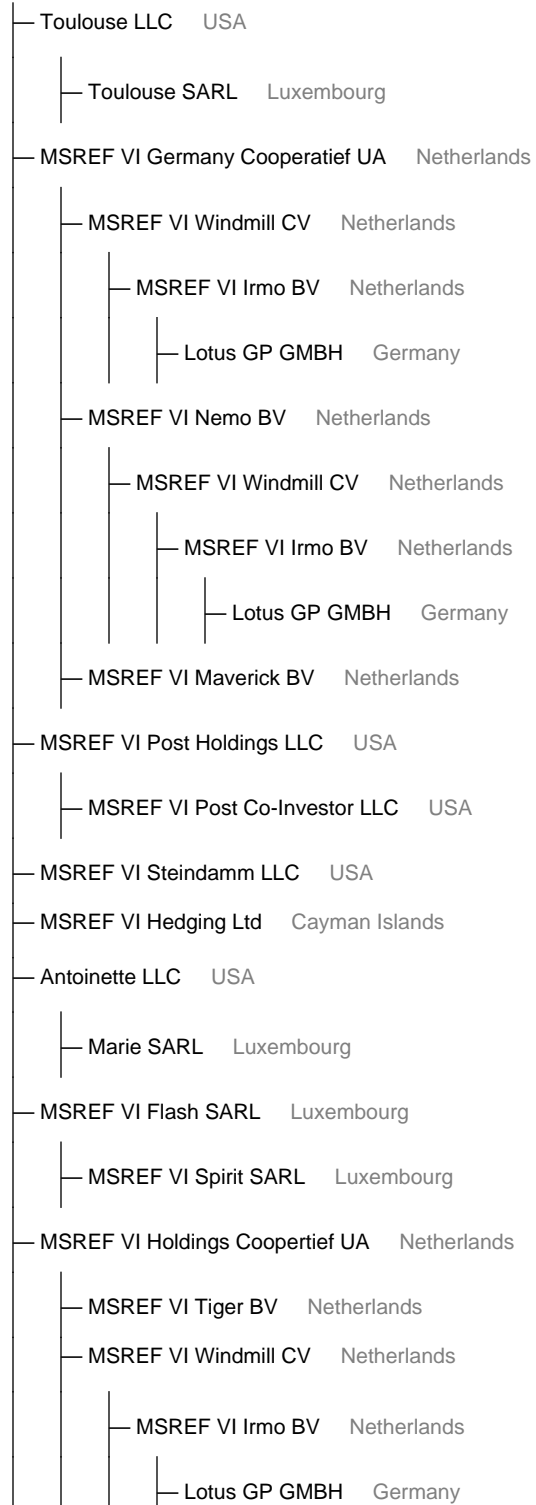 Toulouse LLC USA
Toulouse SARL Luxembourg
MSREF VI Germany Cooperatief UA Netherlands
MSREF VI Windmill CV Netherlands
MSREF VI Irmo BV Netherlands
Lotus GP GMBH Germany
MSREF VI Nemo BV Netherlands
MSREF VI Windmill CV Netherlands
MSREF VI Irmo BV Netherlands
Lotus GP GMBH Germany
MSREF VI Maverick BV Netherlands
MSREF VI Post Holdings LLC USA
MSREF VI Post Co-Investor LLC USA
MSREF VI Steindamm LLC USA
MSREF VI Hedging Ltd Cayman Islands
Antoinette LLC USA
Marie SARL Luxembourg
MSREF VI Flash SARL Luxembourg
MSREF VI Spirit SARL Luxembourg
MSREF VI Holdings Coopertief UA Netherlands
MSREF VI Tiger BV Netherlands
MSREF VI Windmill CV Netherlands
MSREF VI Irmo BV Netherlands
Lotus GP GMBH Germany